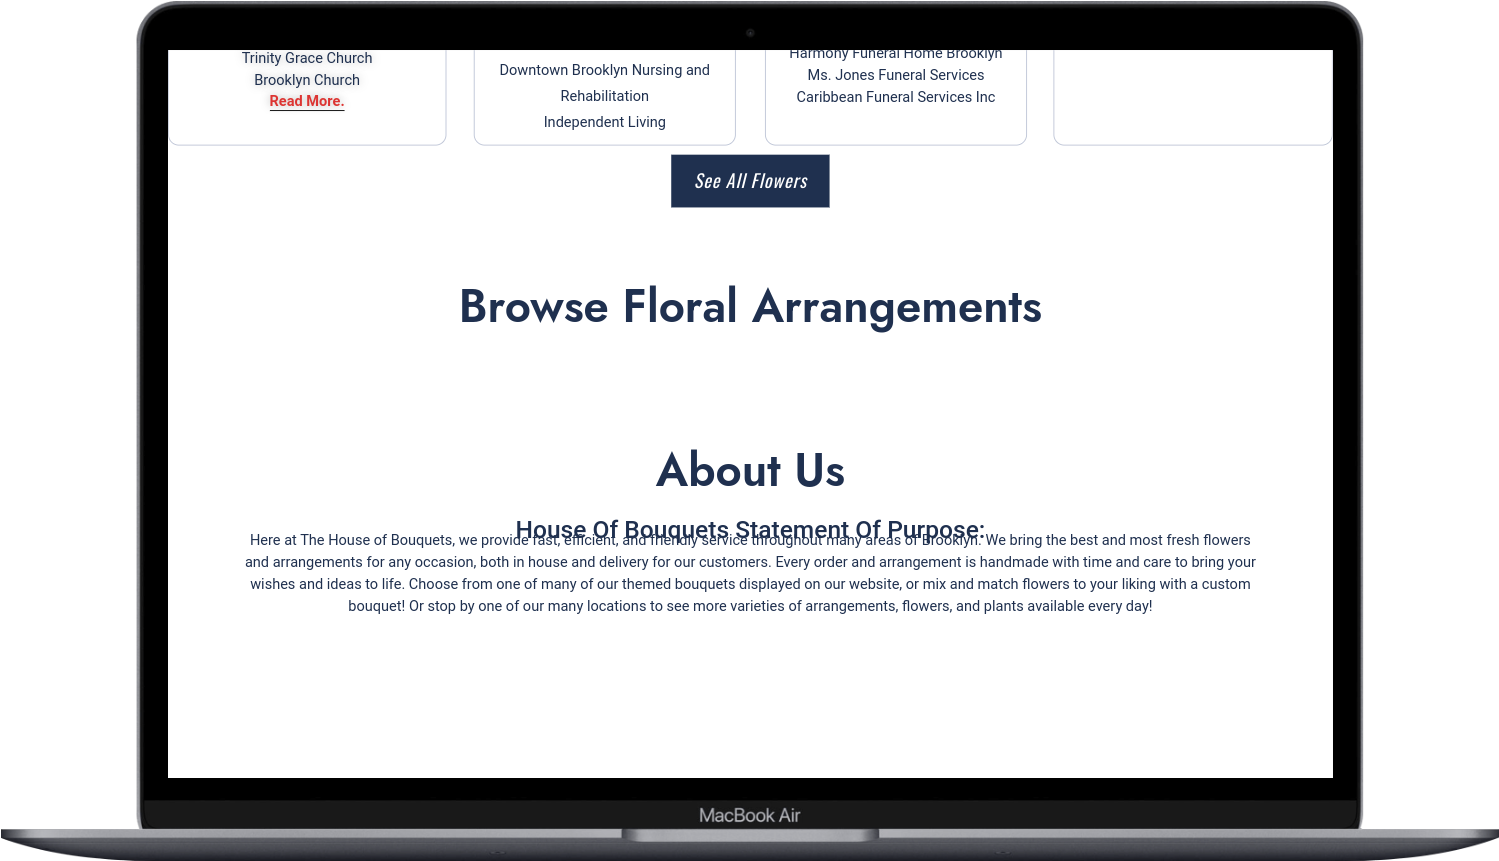 Trinity Grace Church
Brooklyn Church
Read More.
Downtown Brooklyn Nursing and
Rehabilitation
Independent Living
Harmony Funeral Home Brooklyn
Ms. Jones Funeral Services
Caribbean Funeral Services Inc
See All Flowers
Browse Floral Arrangements
About Us
House Of Bouquets Statement Of Purpose:
Here at The House of Bouquets, we provide fast, efficient, and friendly service throughout many areas of Brooklyn. We bring the best and most fresh flowers
and arrangements for any occasion, both in house and delivery for our customers. Every order and arrangement is handmade with time and care to bring your
wishes and ideas to life. Choose from one of many of our themed bouquets displayed on our website, or mix and match flowers to your liking with a custom
bouquet! Or stop by one of our many locations to see more varieties of arrangements, flowers, and plants available every day!
MacBook Air